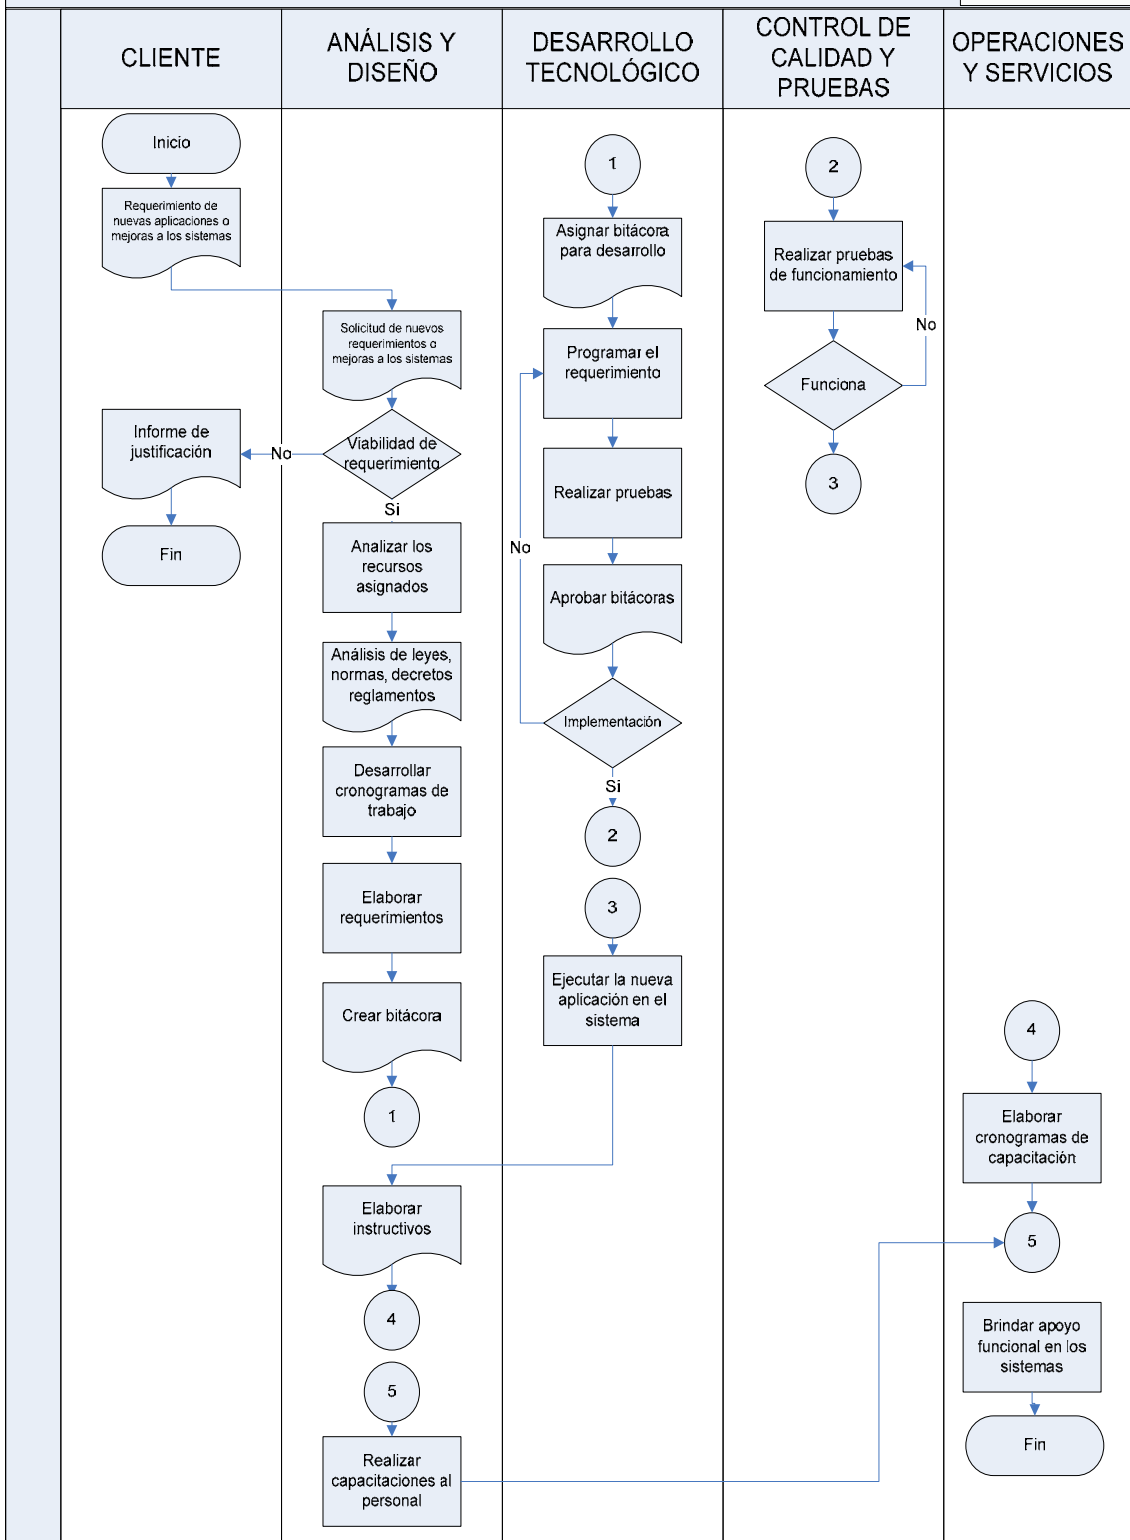 CLIENTE
ANÁLISIS Y
DISEÑO
DESARROLLO
TECNOLÓGICO
CONTROL DE
CALIDAD Y
PRUEBAS
OPERACIONES
Y SERVICIOS
Inicio
Requerimiento de
nuevas aplicaciones o
mejoras a los sistemas
Informe de
justificación
Fin
No
Solicitud de nuevos
requerimientos o
mejoras a los sistemas
Viabilidad de
requerimiento
Si
Analizar los
recursos
asignados
Análisis de leyes,
normas, decretos
reglamentos
Desarrollar
cronogramas de
trabajo
Elaborar
requerimientos
Crear bitácora
1
Elaborar
instructivos
4
5
Realizar
capacitaciones al
personal
1
Asignar bitácora
para desarrollo
Programar el
requerimiento
Realizar pruebas
No
Aprobar bitácoras
Implementación
Si
2
3
Ejecutar la nueva
aplicación en el
sistema
2
Realizar pruebas
de funcionamiento
No
Funciona
3
4
Elaborar
cronogramas de
capacitación
5
Brindar apoyo
funcional en los
sistemas
Fin